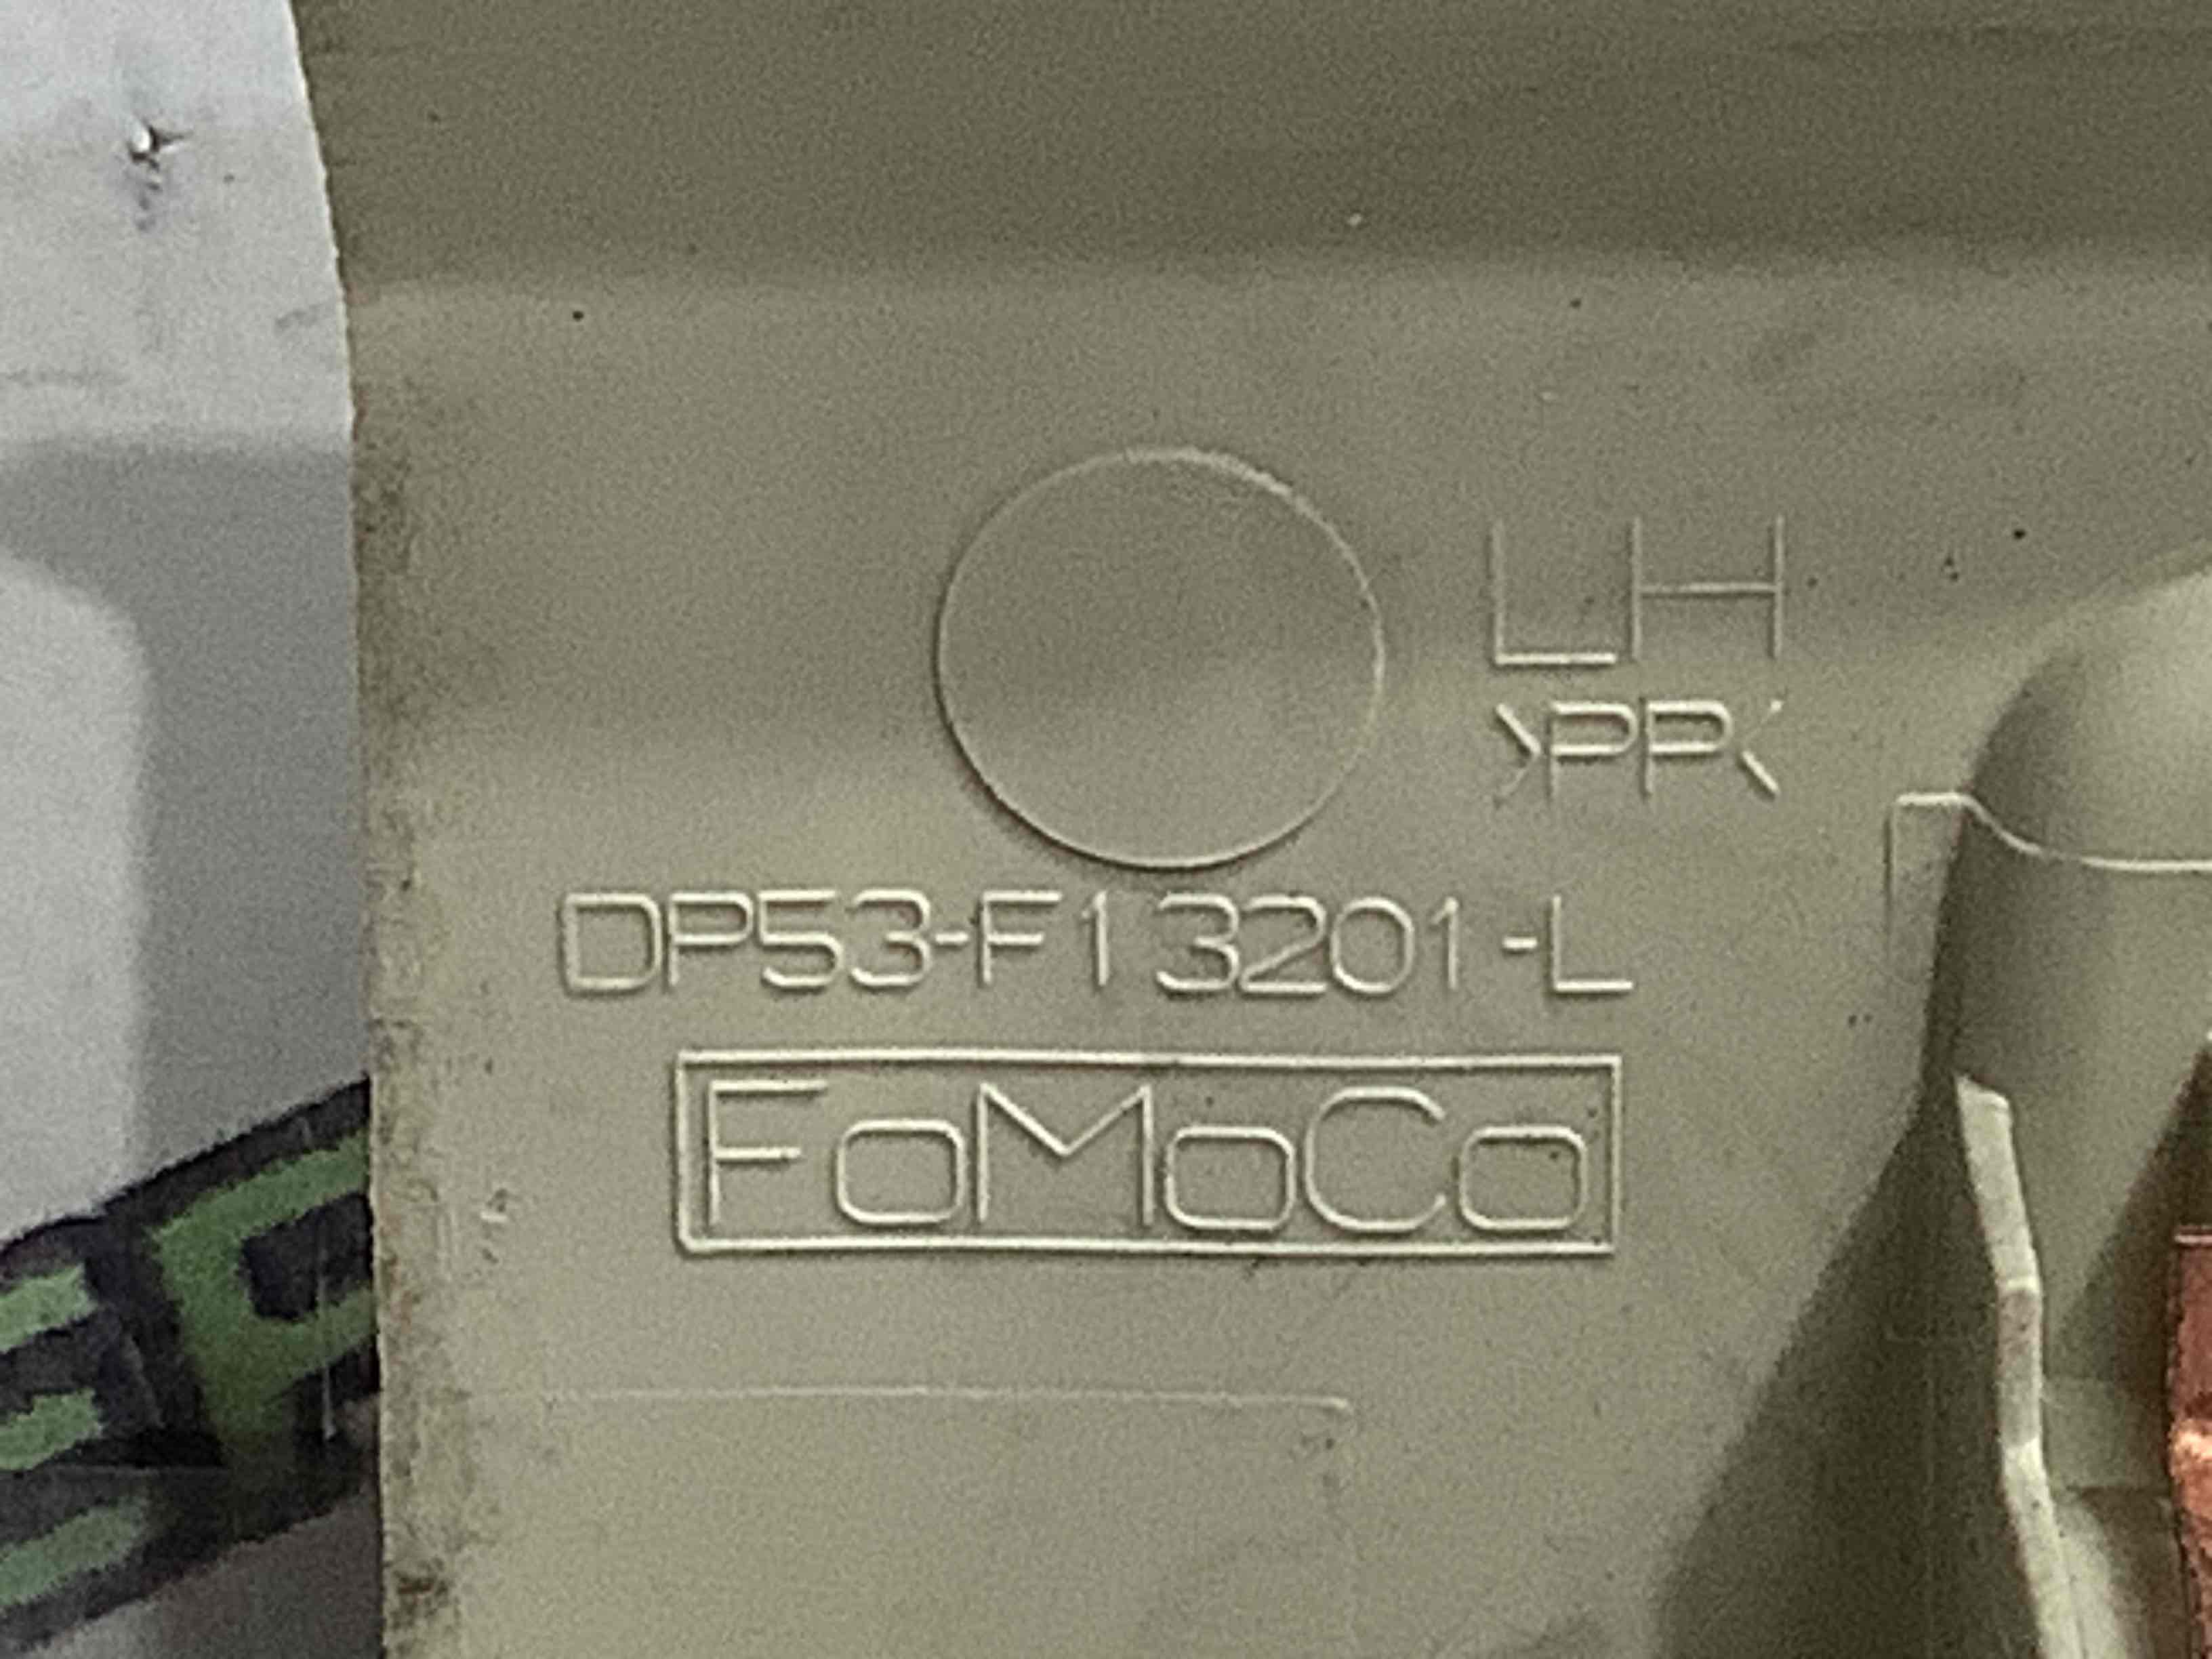 LH
>PP<
DP53-F13201-L
FoMoCo